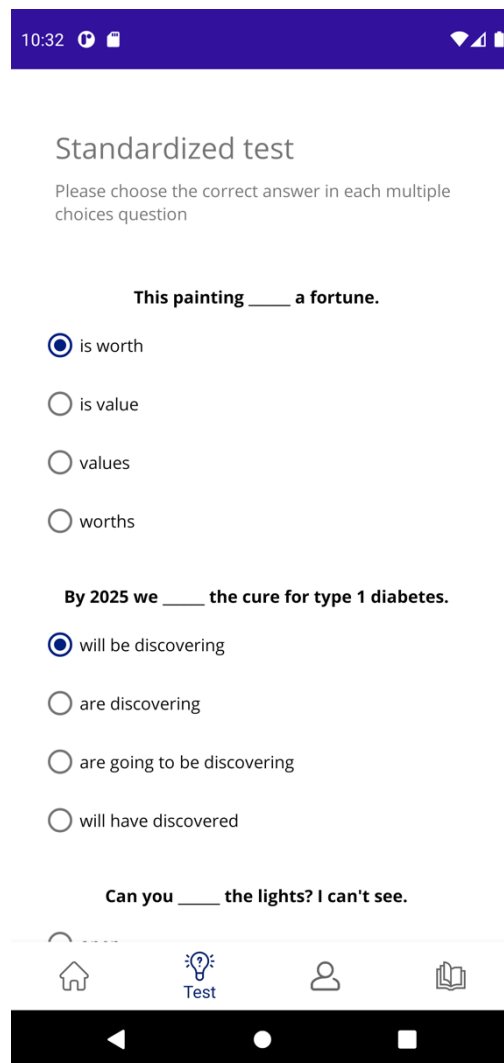 10:32
Standardized test
Please choose the correct answer in each multiple
choices question
This painting _____ a fortune.
is worth
is value
values
worths
By 2025 we _____ the cure for type 1 diabetes.
will be discovering
are discovering
are going to be discovering
will have discovered
Can you _____ the lights? I can't see.
Test